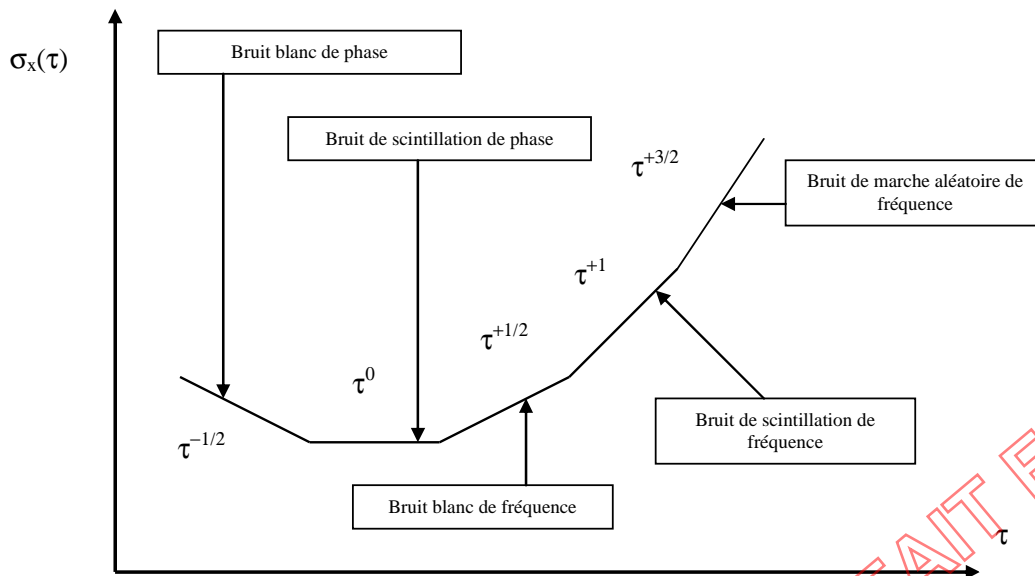 σx(τ)
Bruit blanc de phase
Bruit de scintillation de phase
τ+3/2
Bruit de marche aléatoire de
fréquence
τ+1
τ+1/2
τ0
τ−1/2
Bruit de scintillation de
fréquence
Bruit blanc de fréquence
τ
TAIT